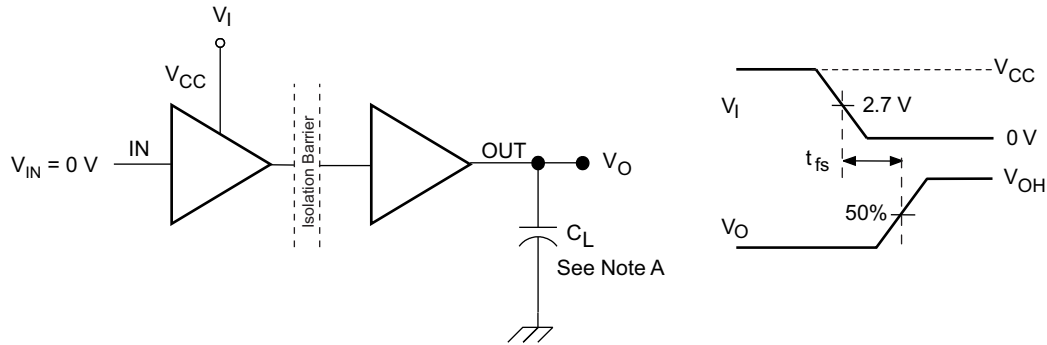 V_I
V_CC
IN
V_IN = 0 V
Isolation Barrier
OUT
V_O
C_L
See Note A
V_CC
V_I
2.7 V
0 V
t_fs
V_OH
50%
V_O